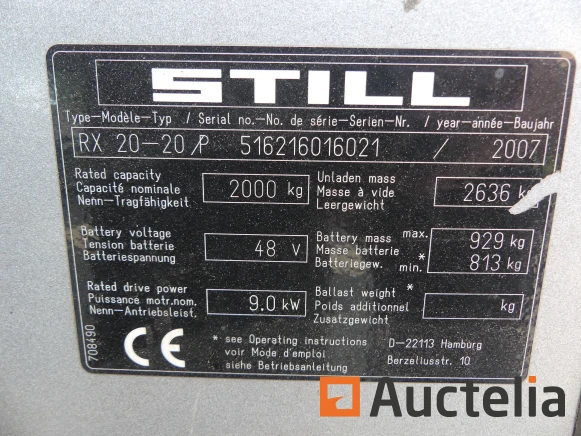 STILL
Type-Modèle-Typ / Serial no.-No. de série-Serien-Nr. / year-année-Baujahr
RX 20-20/P 516216016021 / 2007
Rated capacity
Capacité nominale
Nenn-Tragfähigkeit
2000 kg
Unladen mass
Masse à vide
Leergewicht
2636 kg
Battery voltage
Tension batterie
Batteriespannung
48 V
Battery mass max.
Masse batterie
Batteriegew. min.*
929 kg
813 kg
Rated drive power
Puissance motr.nom.
Nenn-Antriebsleist.
9.0 kW
Ballast weight *
Poids additionnel
Zusatzgewicht
kg
708490
CE
*- see Operating instructions
voir Mode d'emploi
siehe Betriebsanleitung
D-22113 Hamburg
Berzeliusstr. 10
Auctelia